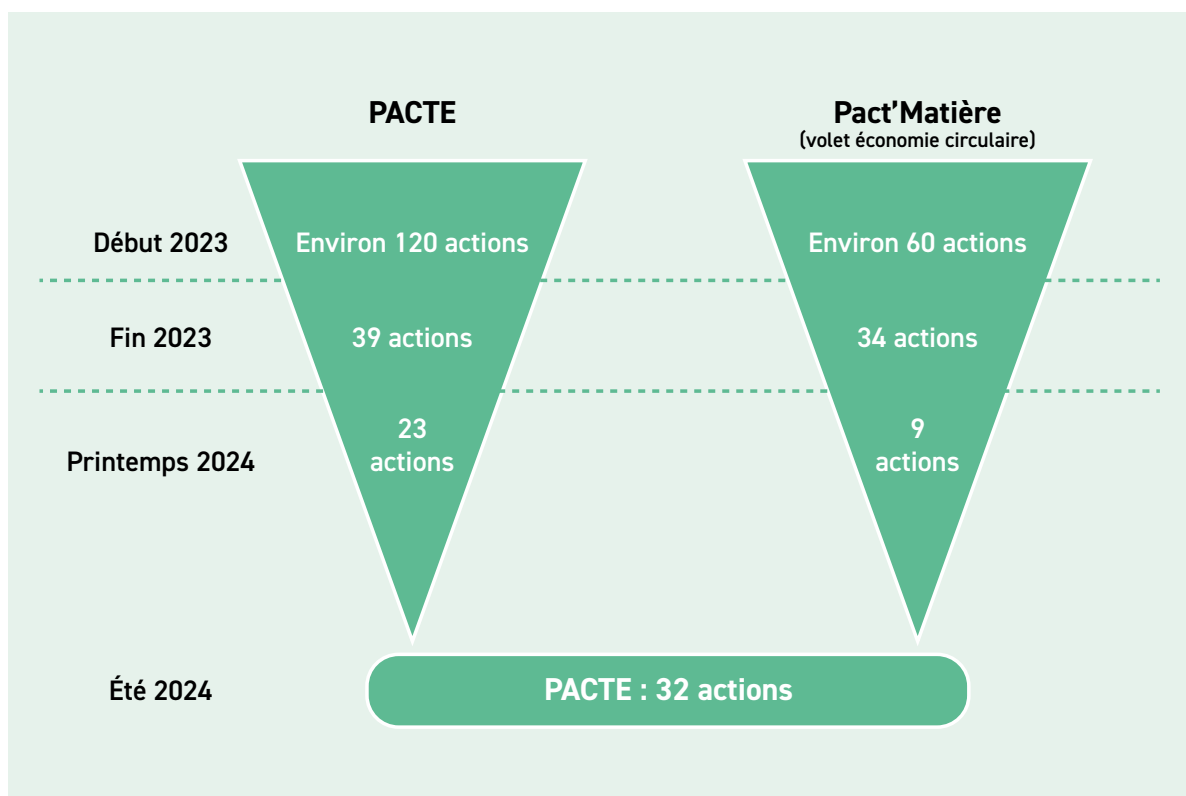 PACTE
Pact’Matière
(volet économie circulaire)
Début 2023
Environ 120 actions
Environ 60 actions
Fin 2023
39 actions
34 actions
Printemps 2024
23
actions
9
actions
Été 2024
PACTE : 32 actions